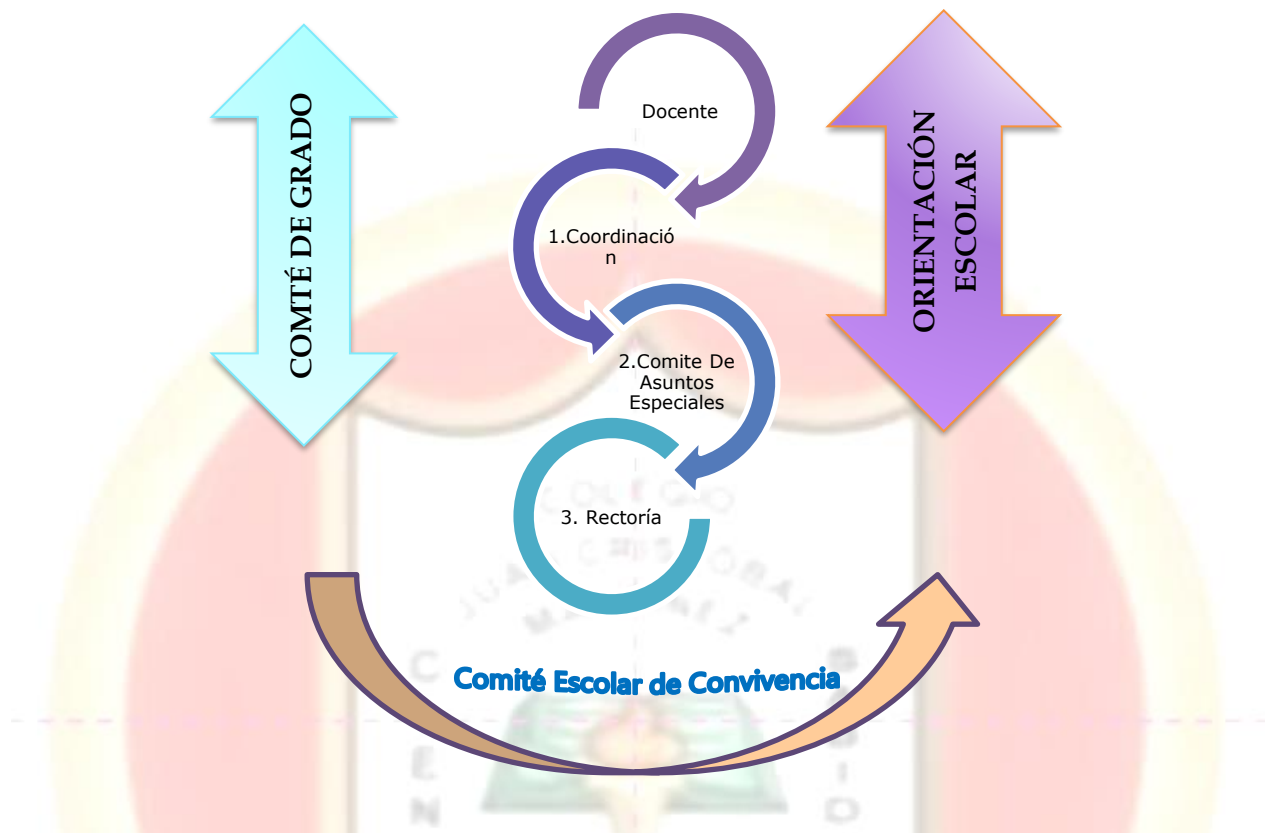 COMTÉ DE GRADO
Docente
ORIENTACIÓN
ESCOLAR
1.Coordinació
n
2.Comite De
Asuntos
Especiales
3. Rectoría
COLEGIO
Comité Escolar de Convivencia